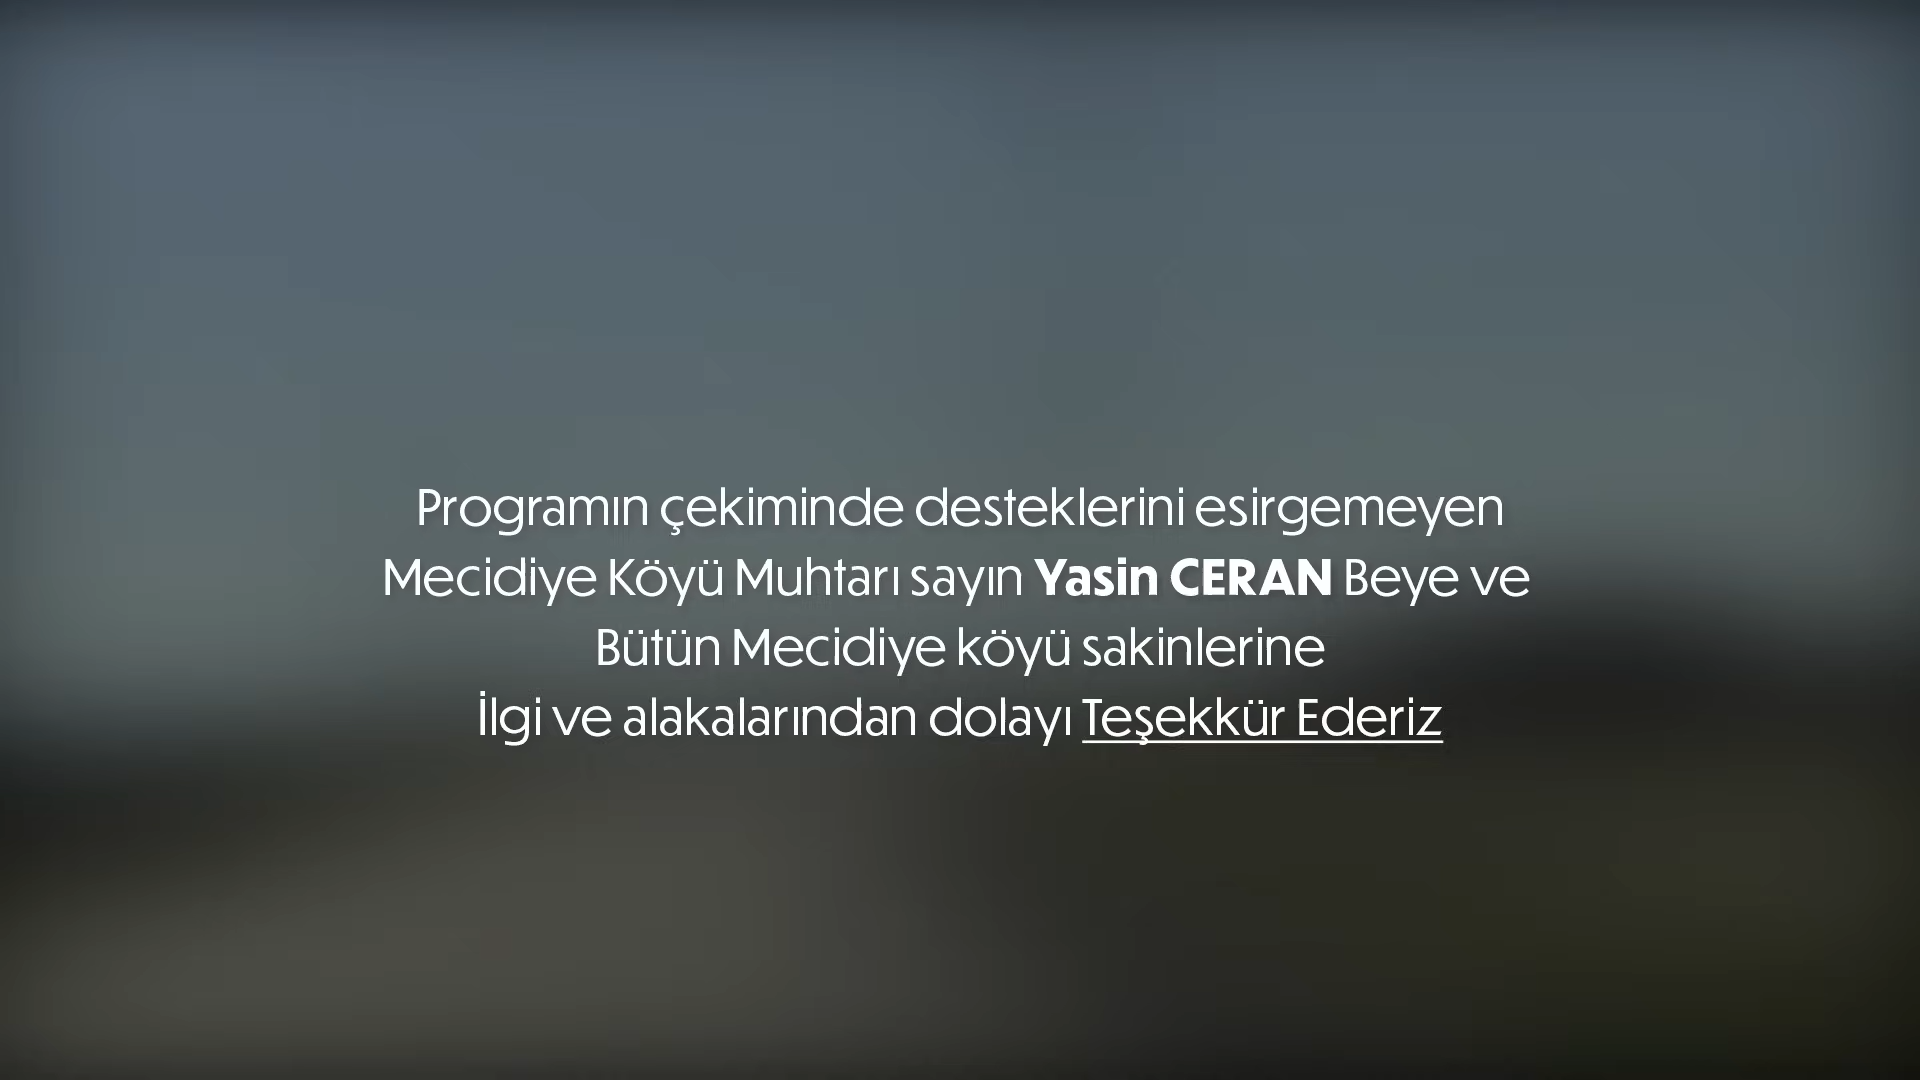 Programın çekiminde desteklerini esirgemeyen
Mecidiye Köyü Muhtarı sayın Yasin CERAN Beye ve
Bütün Mecidiye köyü sakinlerine
İlgi ve alakalarından dolayı Teşekkür Ederiz